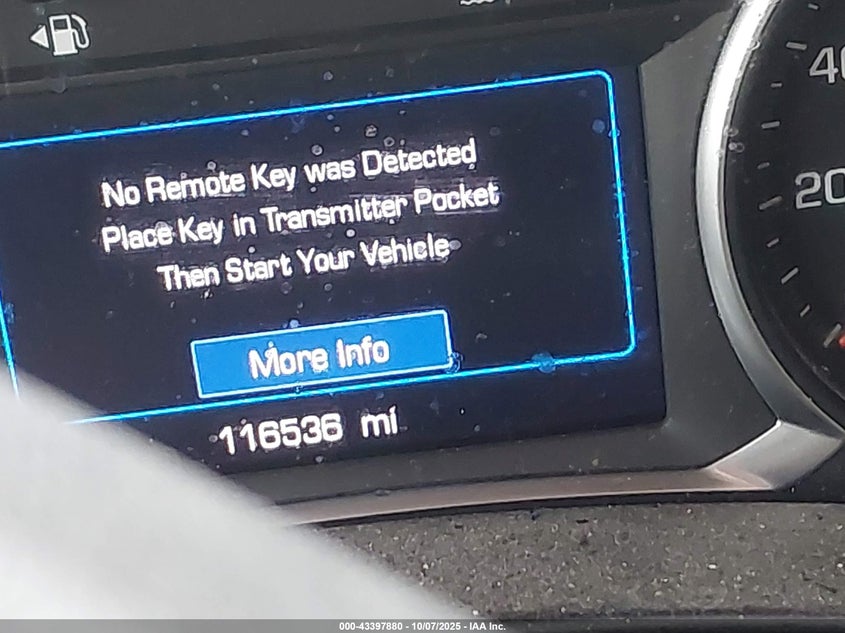 40
No Remote Key was Detected
Place Key in Transmitter Pocket
Then Start Your Vehicle
20
More Info
116536 mi
000-43397880 - 10/07/2025 - IAA Inc.